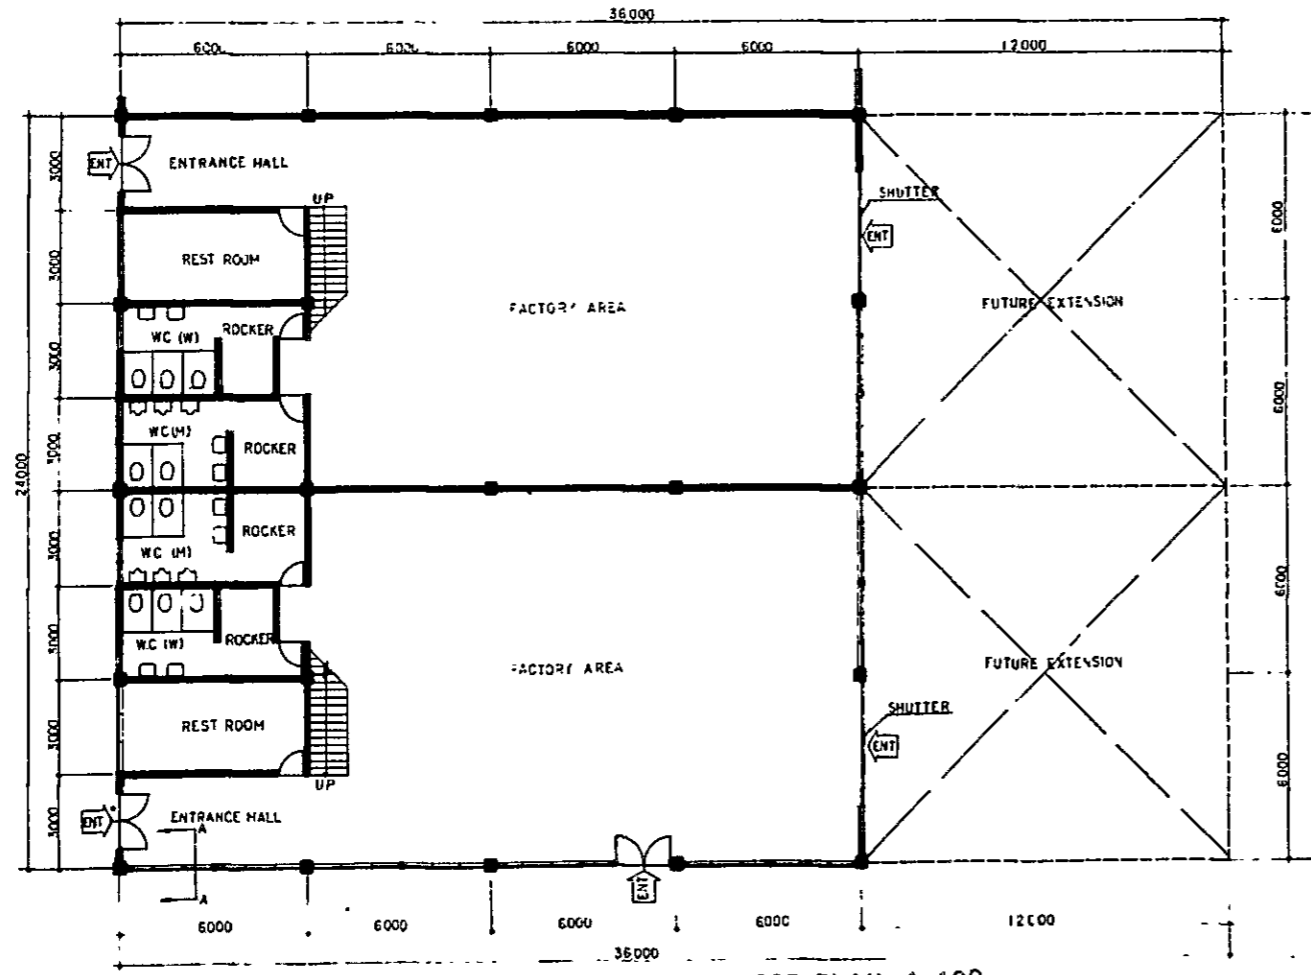 36000
6000
6000
6000
6000
12000
ENT
ENTRANCE HALL
3000
UP
SHUTTER
ENT
6000
REST ROOM
3000
FACTORY AREA
FUTURE EXTENSION
WC (W)
ROCKER
3000
6000
WC(M)
ROCKER
3000
24000
ROCKER
WC (M)
3000
6000
WC (W)
ROCKER
3000
FACTORY AREA
FUTURE EXTENSION
REST ROOM
3000
SHUTTER
ENT
6000
UP
ENT
ENTRANCE HALL
3000
A
A
ENT
6000
6000
6000
6000
12000
36000